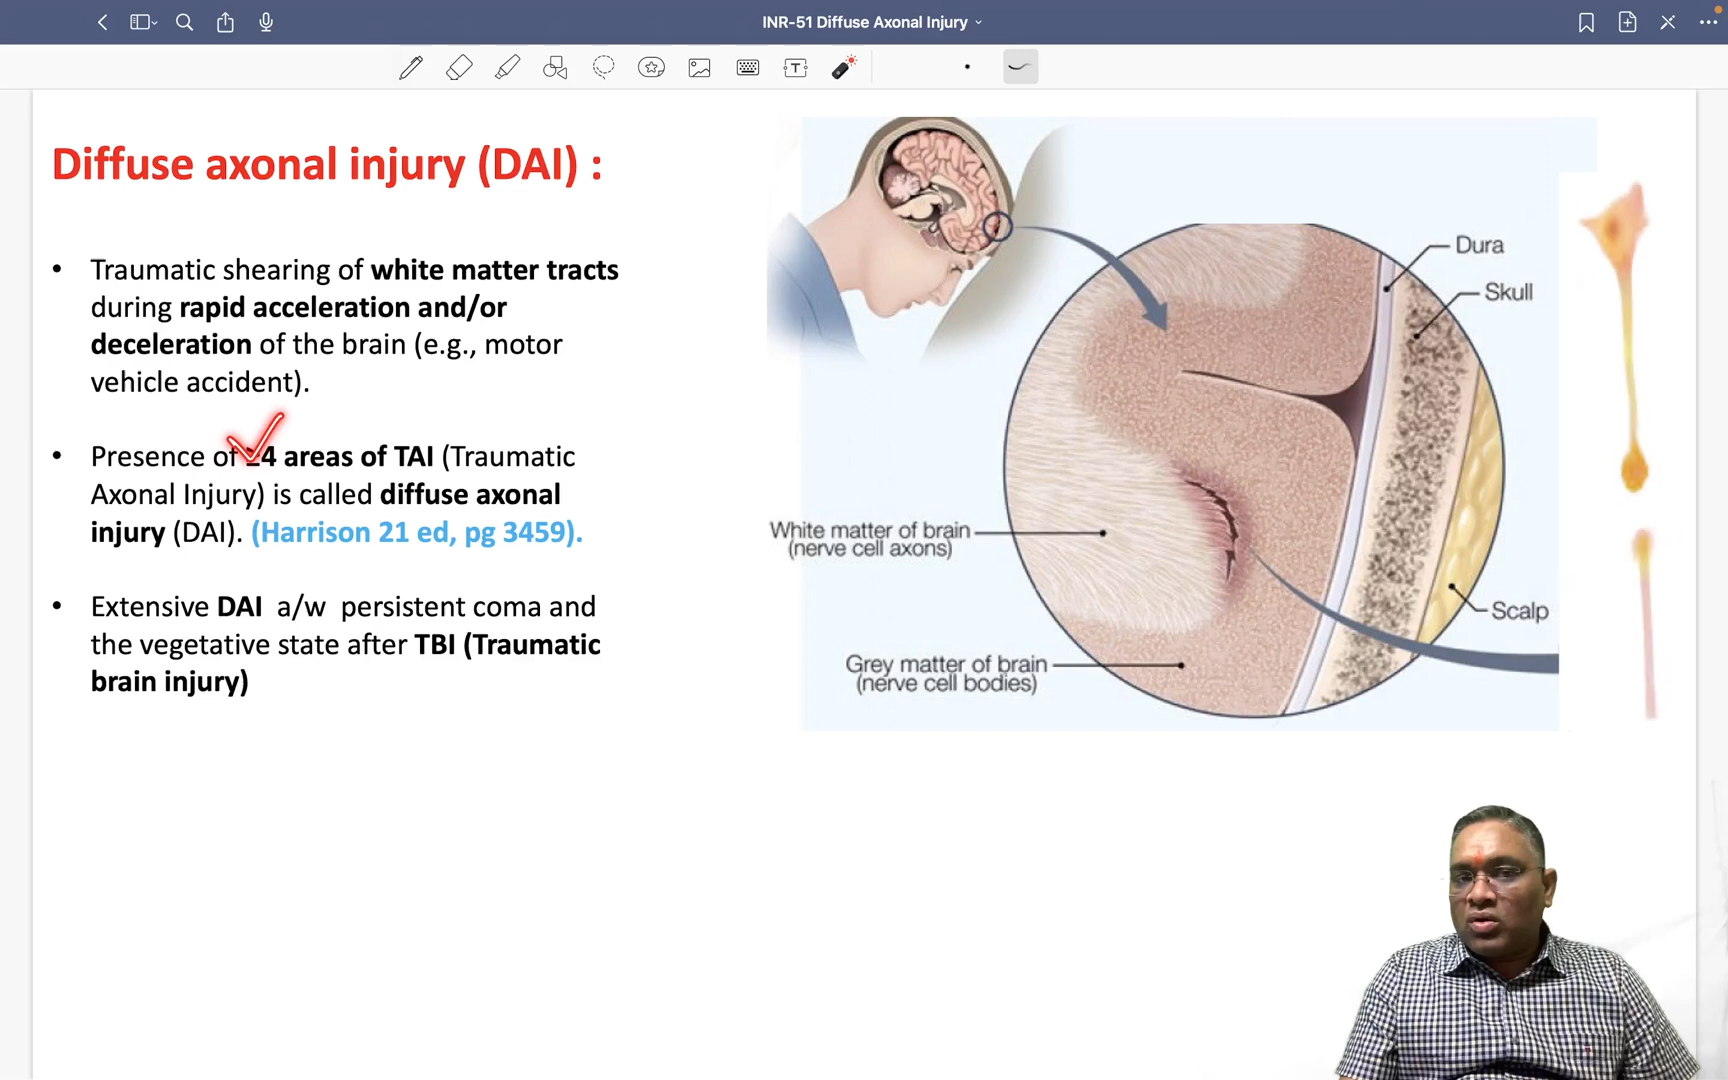 INR-51 Diffuse Axonal Injury
T
Diffuse axonal injury (DAI) :
• Traumatic shearing of white matter tracts
during rapid acceleration and/or
deceleration of the brain (e.g., motor
vehicle accident).
• Presence of ≥4 areas of TAI (Traumatic
Axonal Injury) is called diffuse axonal
injury (DAI). (Harrison 21 ed, pg 3459).
• Extensive DAI a/w persistent coma and
the vegetative state after TBI (Traumatic
brain injury)
Dura
Skull
White matter of brain
(nerve cell axons)
Scalp
Grey matter of brain
(nerve cell bodies)